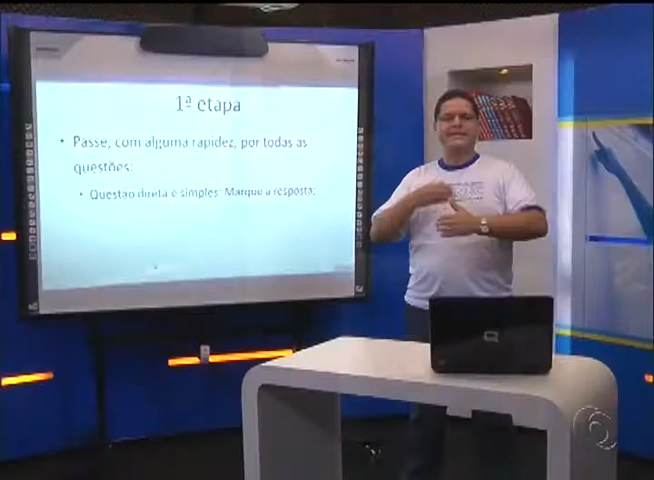 1ª etapa
• Passe, com alguma rapidez, por todas as
questões:
• Questão direta e simples: Marque a resposta;